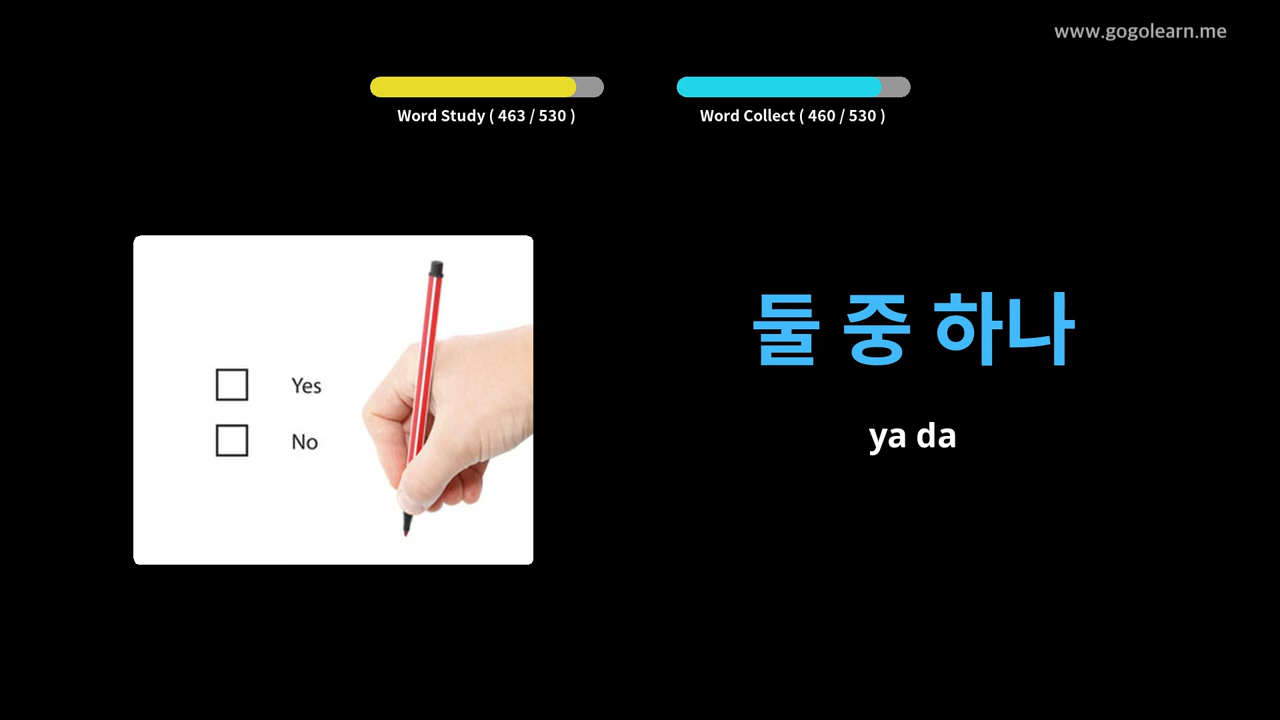 www.gogolearn.me
Word Study ( 463 / 530 )
Word Collect ( 460 / 530 )
Yes
No
둘 중 하나
ya da